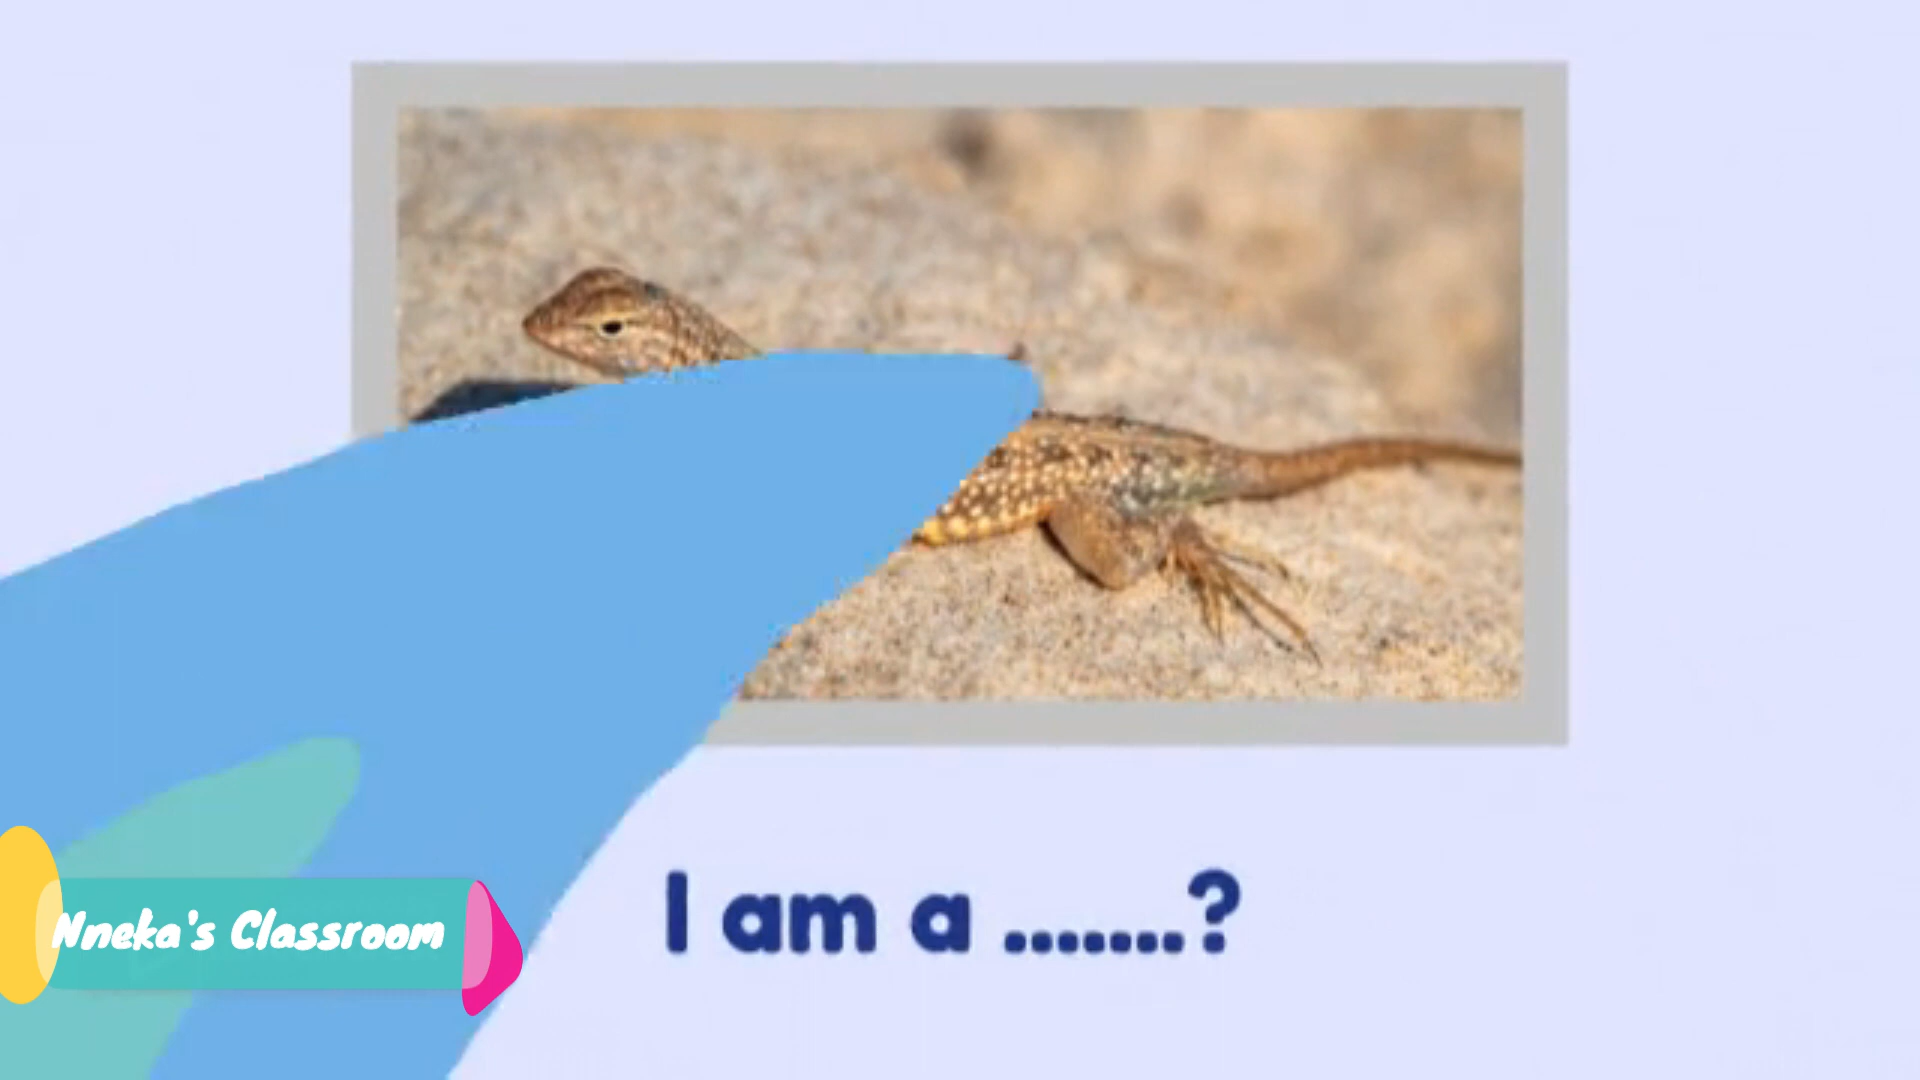 I am a .......?
Nneka's Classroom